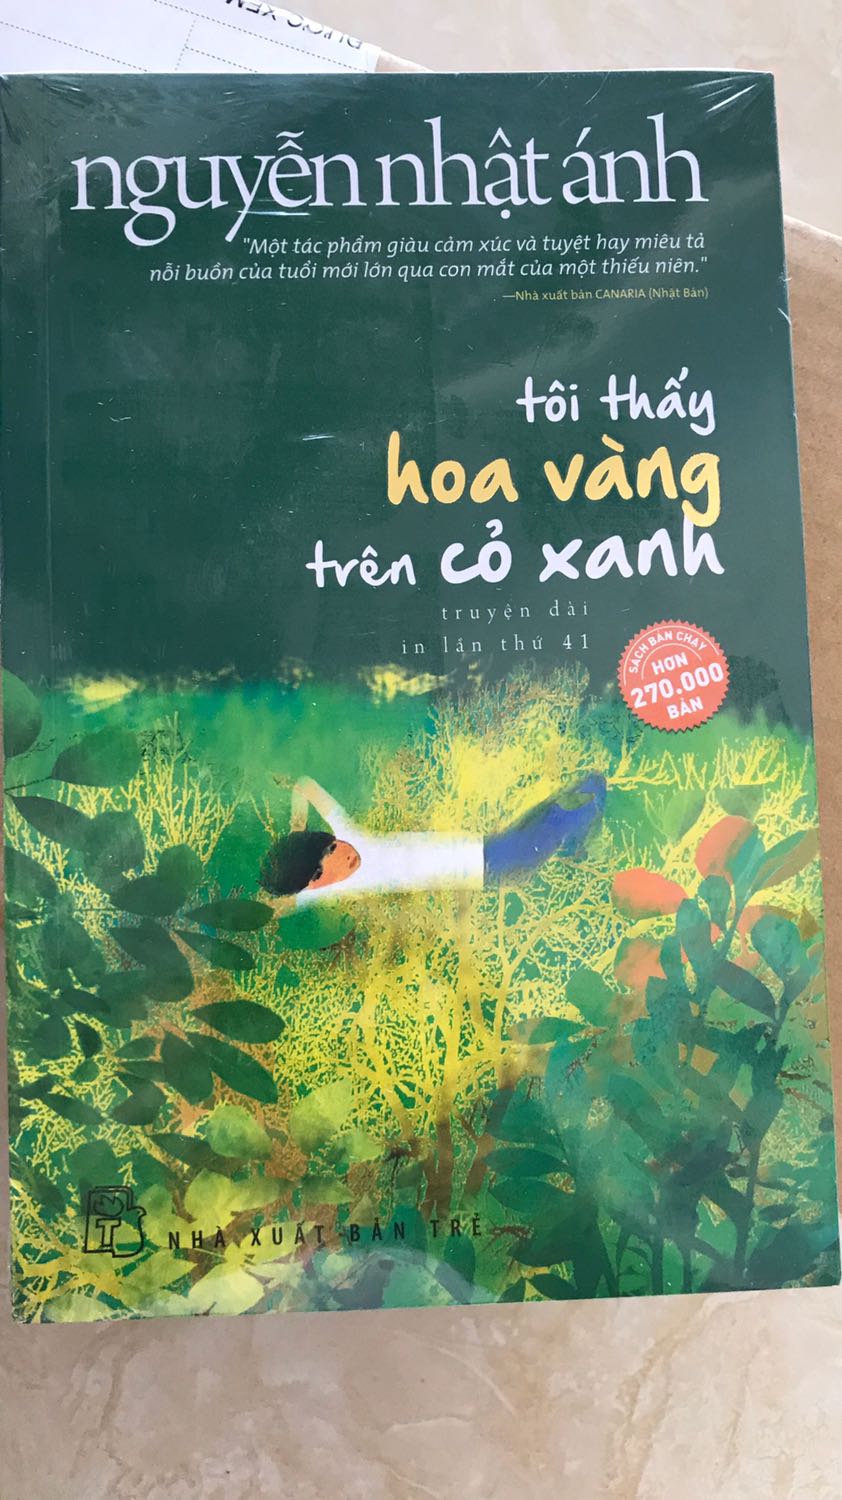 ĐƯỢC XEM
nguyễn nhật ánh
"Một tác phẩm giàu cảm xúc và tuyệt hay miêu tả
nỗi buồn của tuổi mới lớn qua con mắt của một thiếu niên."
—Nhà xuất bản CANARIA (Nhật Bản)
tôi thấy
hoa vàng
trên cỏ xanh
truyện dài
in lần thứ 41
SÁCH BÁN CHẠY
HƠN
270.000
BẢN
NHÀ XUẤT BẢN TRẺ